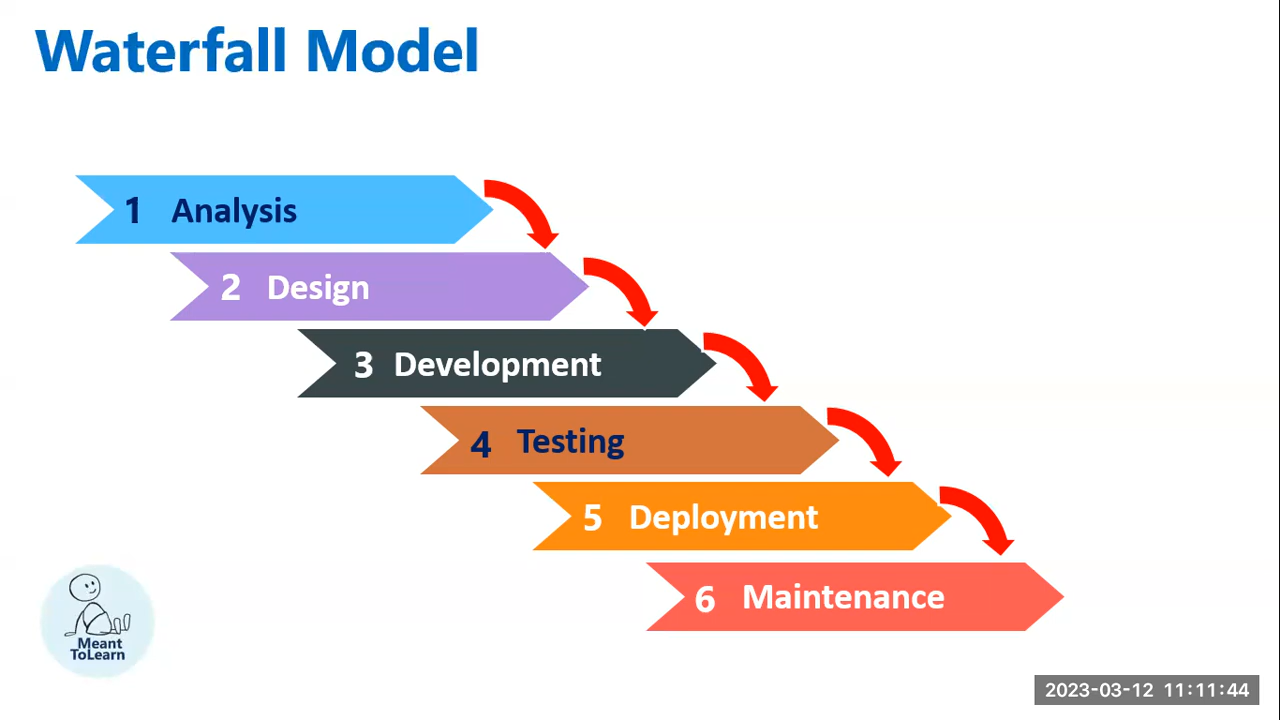 Waterfall Model
1 Analysis
2 Design
3 Development
4 Testing
5 Deployment
6 Maintenance
Meant
ToLearn
2023-03-12 11:11:44